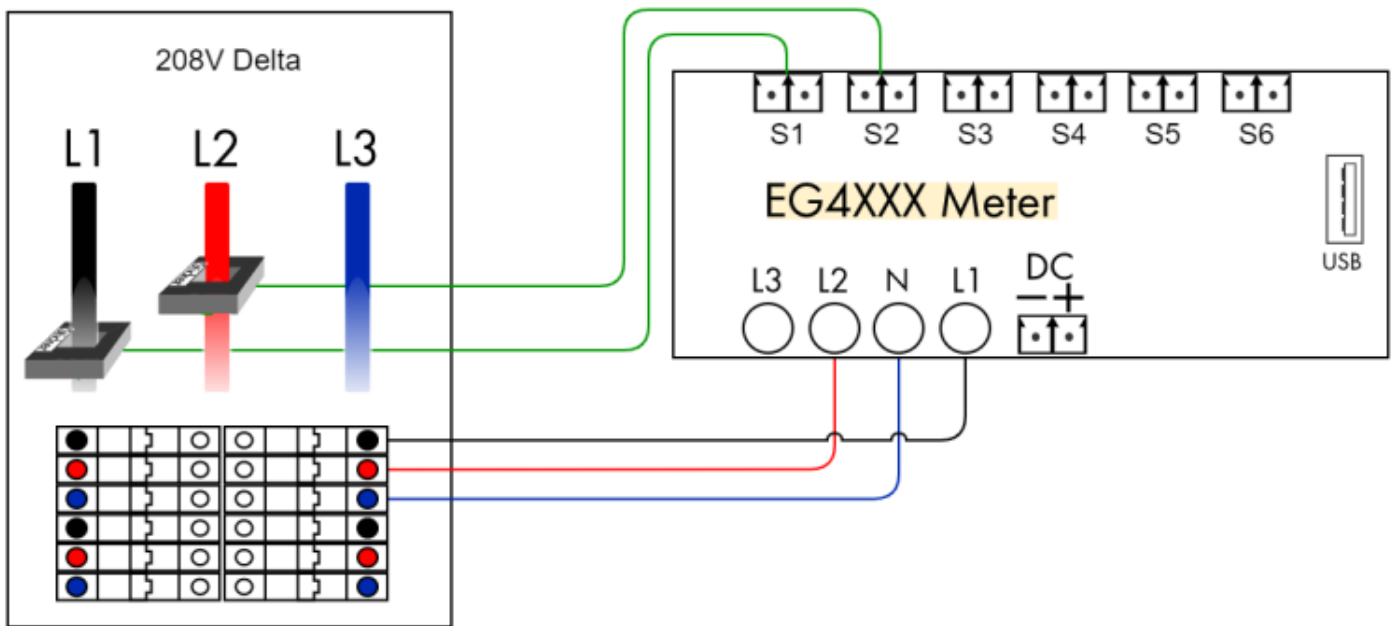 208V Delta
L1 L2 L3
S1 S2 S3 S4 S5 S6
EG4XXX Meter
USB
L3 L2 N L1 DC
− +